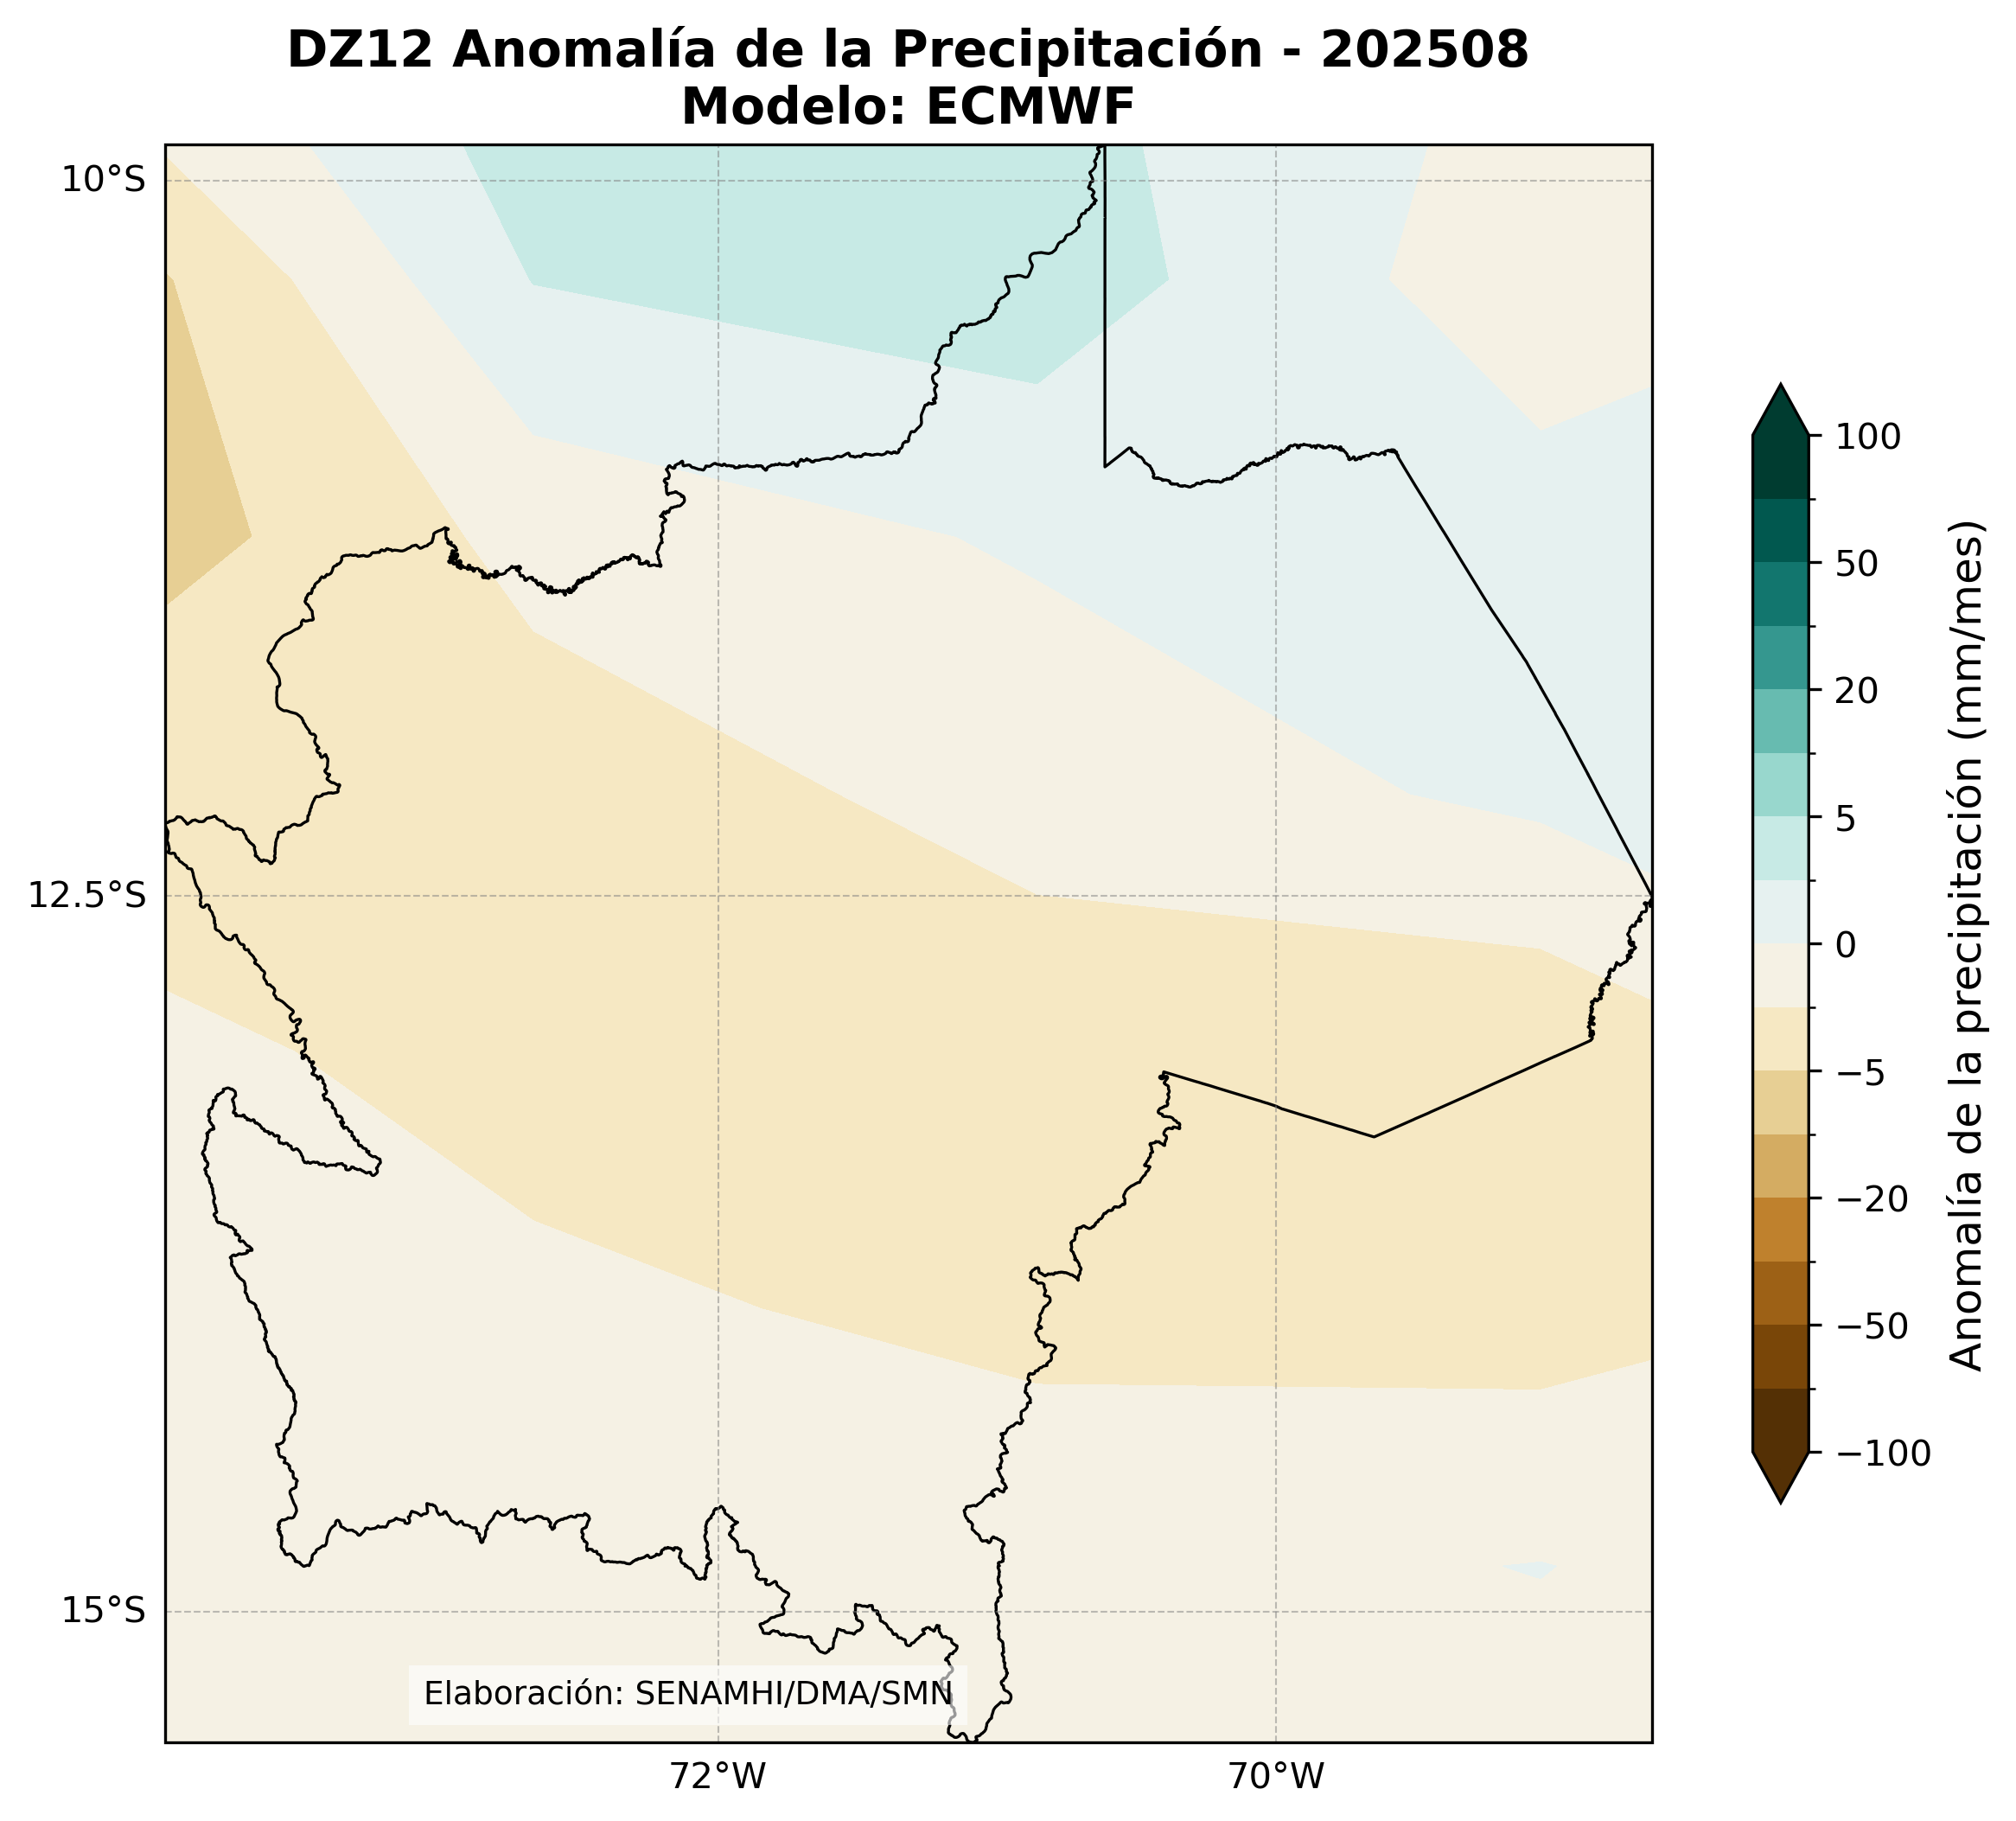 DZ12 Anomalía de la Precipitación - 202508
Modelo: ECMWF
10°S
12.5°S
15°S
72°W
70°W
Elaboración: SENAMHI/DMA/SMN
100
50
20
5
0
−5
−20
−50
−100
Anomalía de la precipitación (mm/mes)